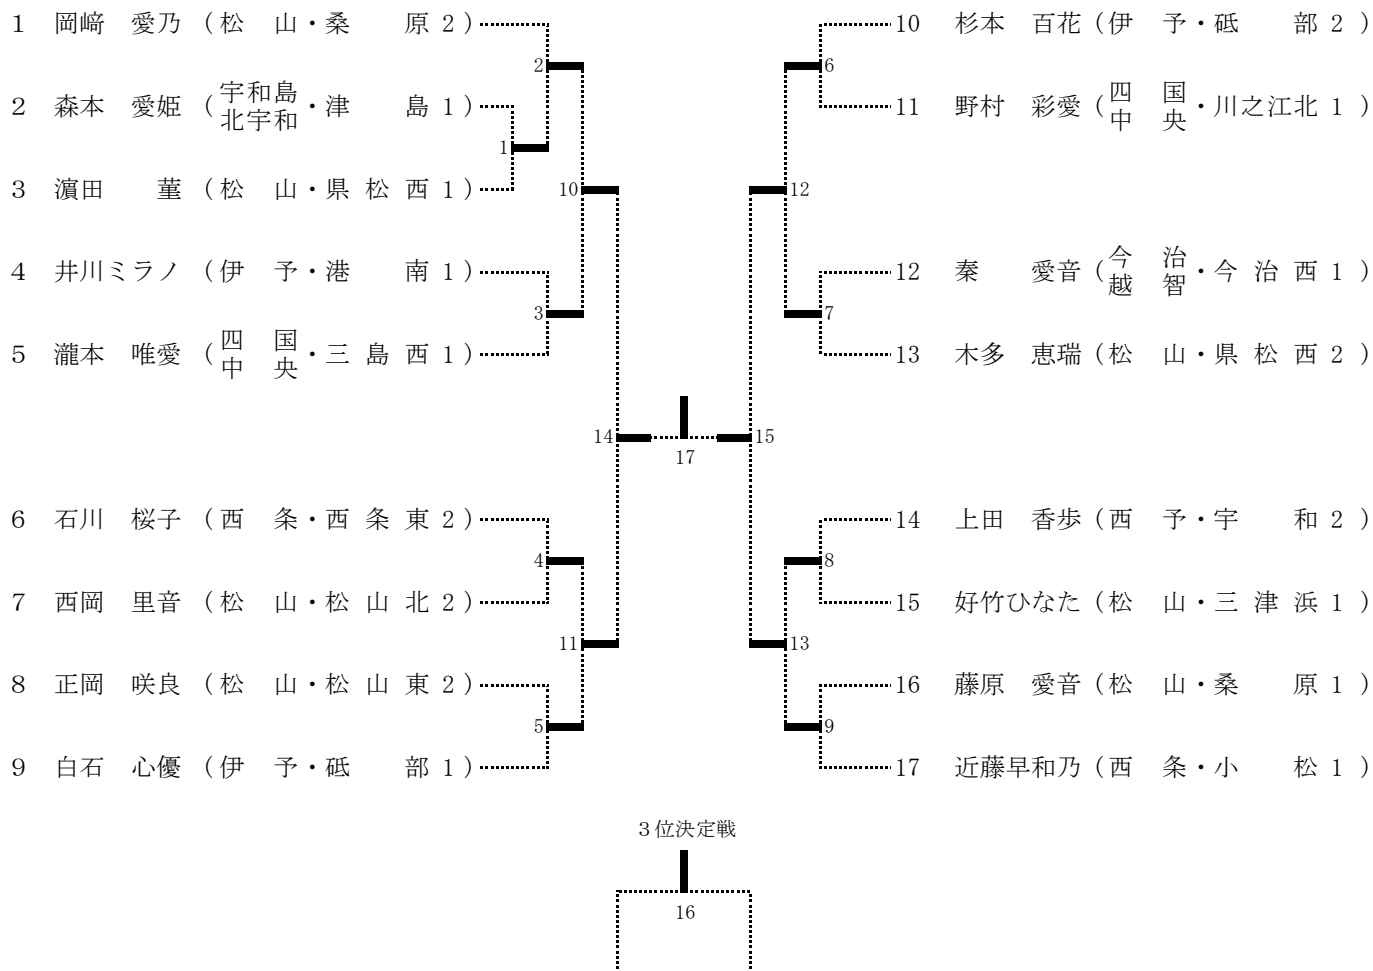 1 岡﨑 愛乃 （松 山・桑 原 2）
2 森本 愛姫 （宇和島北宇和・津 島 1）
3 濵田 菫 （松 山・県 松 西 1）
4 井川ミラノ （伊 予・港 南 1）
5 瀧本 唯愛 （四 国中 央・三 島 西 1）
6 石川 桜子 （西 条・西 条 東 2）
7 西岡 里音 （松 山・松 山 北 2）
8 正岡 咲良 （松 山・松 山 東 2）
9 白石 心優 （伊 予・砥 部 1）
2
1
10
3
14
4
11
5
17
6
12
7
15
8
13
9
10 杉本 百花（伊 予・砥 部 2 ）
11 野村 彩愛（四 国中 央・川之江北 1 ）
12 秦 愛音（今 治越 智・今 治 西 1 ）
13 木多 恵瑞（松 山・県 松 西 2 ）
14 上田 香歩（西 予・宇 和 2 ）
15 好竹ひなた（松 山・三 津 浜 1 ）
16 藤原 愛音（松 山・桑 原 1 ）
17 近藤早和乃（西 条・小 松 1 ）
３位決定戦
16